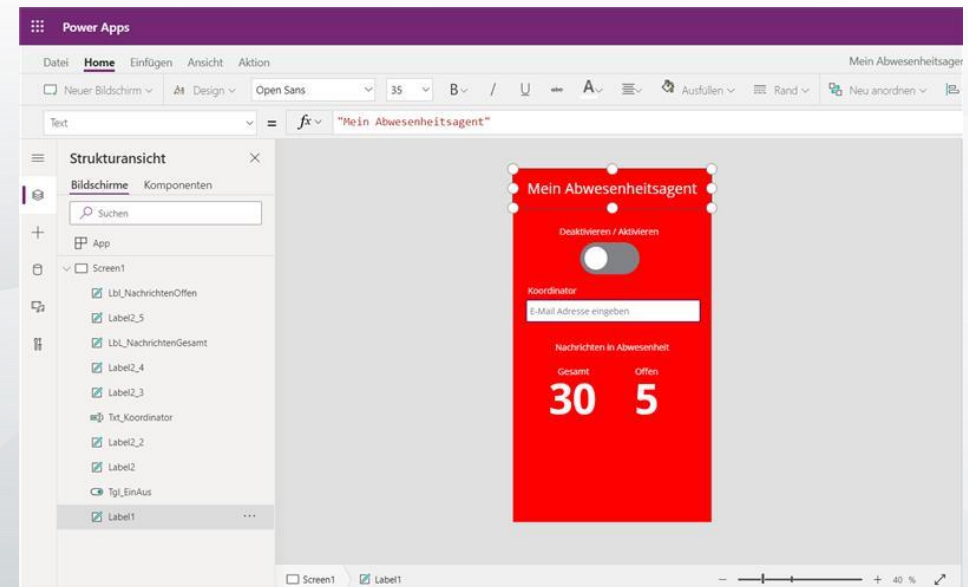 Power Apps
Datei Home Einfügen Ansicht Aktion Mein Abwesenheitsager
Neuer Bildschirm Design Open Sans 35 B / U abc A Ausfüllen Rand Neu anordnen
Text = fx "Mein Abwesenheitsagent"
Strukturansicht
Bildschirme Komponenten
Suchen
App
Screen1
Lbl_NachrichtenOffen
Label2_5
LbL_NachrichtenGesamt
Label2_4
Label2_3
Txt_Koordinator
Label2_2
Label2
Tgl_EinAus
Label1
Mein Abwesenheitsagent
Deaktivieren / Aktivieren
Koordinator
E-Mail Adresse eingeben
Nachrichten in Abwesenheit
Gesamt Offen
30 5
Screen1 Label1 - + 40 %